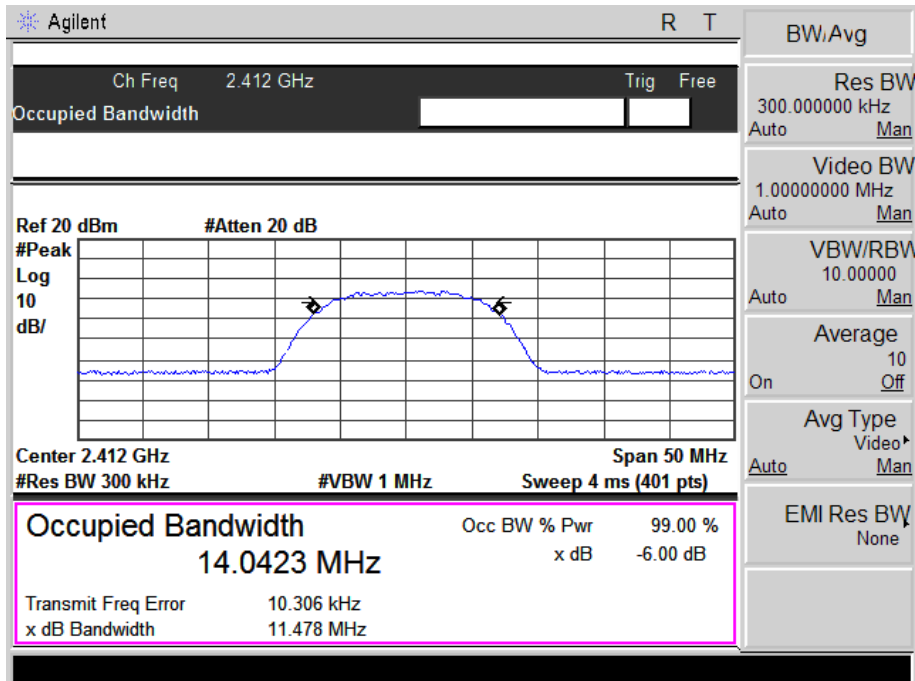 Agilent R T
Ch Freq 2.412 GHz Trig Free
Occupied Bandwidth
Ref 20 dBm #Atten 20 dB
#Peak
Log
10
dB/
Center 2.412 GHz Span 50 MHz
#Res BW 300 kHz #VBW 1 MHz Sweep 4 ms (401 pts)
Occupied Bandwidth
14.0423 MHz
Occ BW % Pwr 99.00 %
x dB -6.00 dB
Transmit Freq Error 10.306 kHz
x dB Bandwidth 11.478 MHz
BW/Avg
Res BW
300.000000 kHz
Auto Man
Video BW
1.00000000 MHz
Auto Man
VBW/RBW
10.00000
Auto Man
Average
10
On Off
Avg Type
Video
Auto Man
EMI Res BW
None